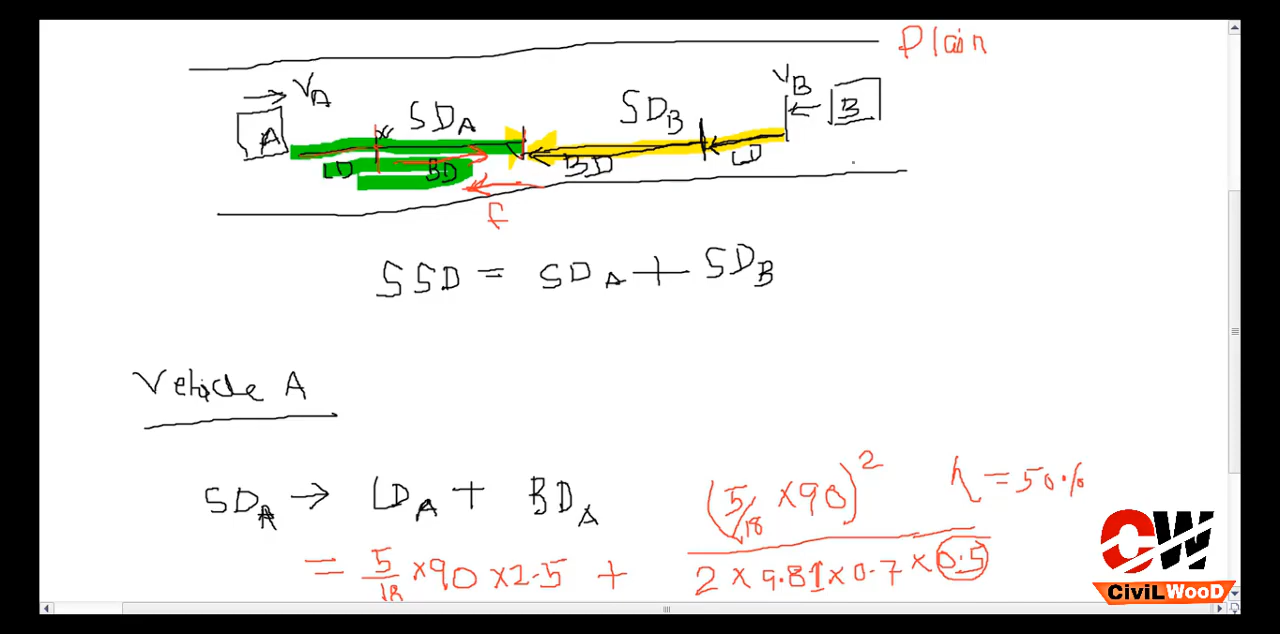 Plain
VA
VB
A
SDA
SDB
B
LD
BD
BD
LD
f
SSD = SDA + SDB
Vehicle A
SDA → LDA + BDA
η = 50%
= 5/18 × 90 × 2.5 + (5/18 × 90)² / 2 × 9.81 × 0.7 × 0.5
CW
CiviLWooD